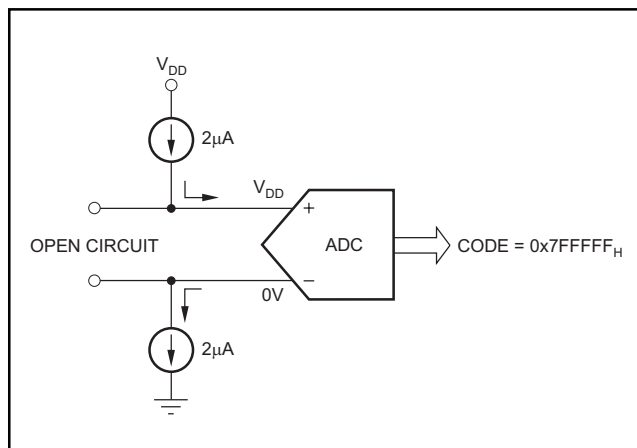 V_DD
2μA
V_DD
+
OPEN CIRCUIT
ADC
CODE = 0x7FFFFF_H
−
0V
2μA